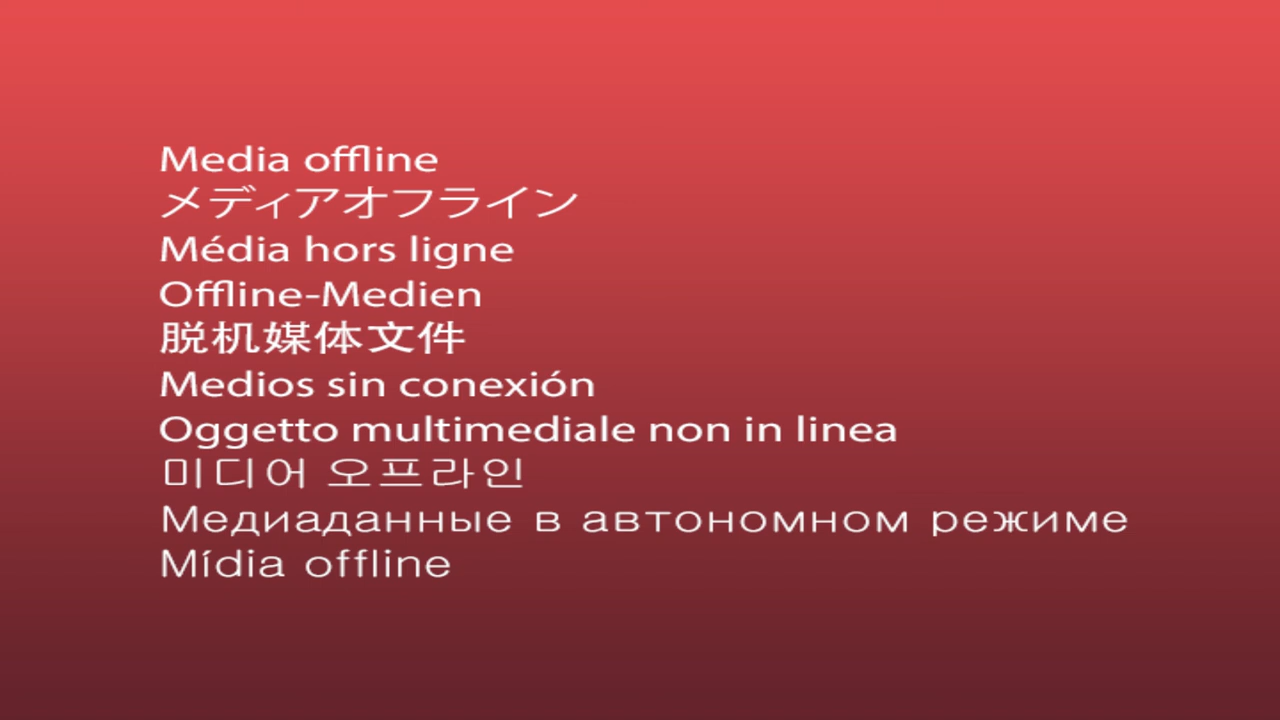 Media offline
メディアオフライン
Média hors ligne
Offline-Medien
脱机媒体文件
Medios sin conexión
Oggetto multimediale non in linea
미디어 오프라인
Медиаданные в автономном режиме
Mídia offline